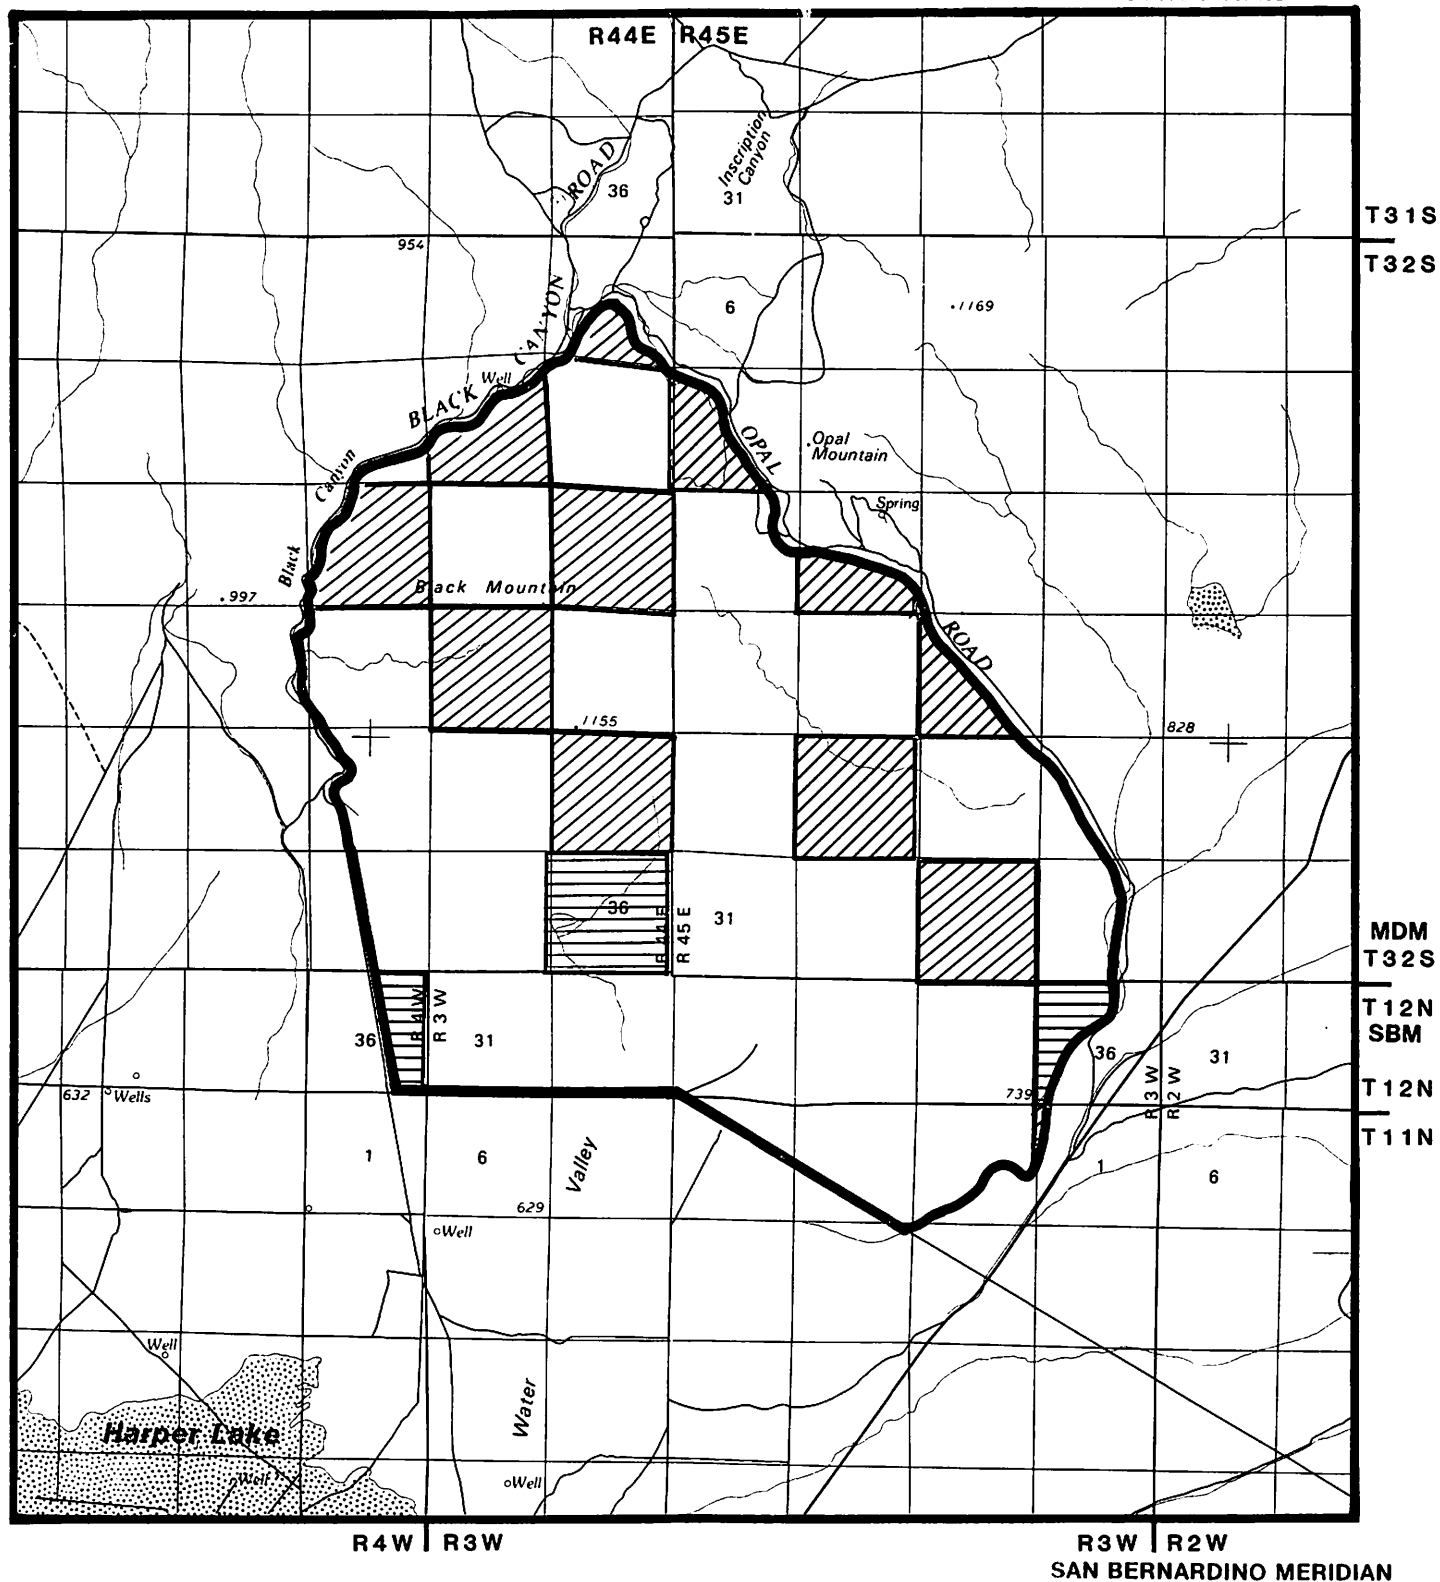 R44E R45E
Inscription
Canyon
ROAD
36
31
T31S
954
T32S
CANYON
6
1169
Well
BLACK
OPAL
Opal
Mountain
Canyon
Spring
Black
Black Mountain
997
ROAD
1155
828
36
R44E
R45E
31
MDM
T32S
R4W
R3W
T12N
SBM
36
31
36
31
632
Wells
739
R3W
R2W
T12N
T11N
1
6
Valley
1
6
629
Well
Well
Water
Harper Lake
Well
Well
R4W R3W
R3W R2W
SAN BERNARDINO MERIDIAN